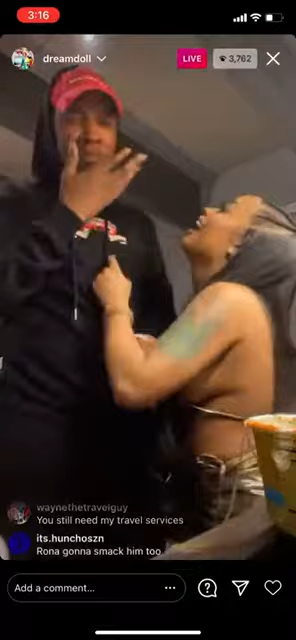 3:16
dreamdoll
LIVE
3,762
waynethetravelguy
You still need my travel services
its.hunchoszn
Rona gonna smack him too
Add a comment...